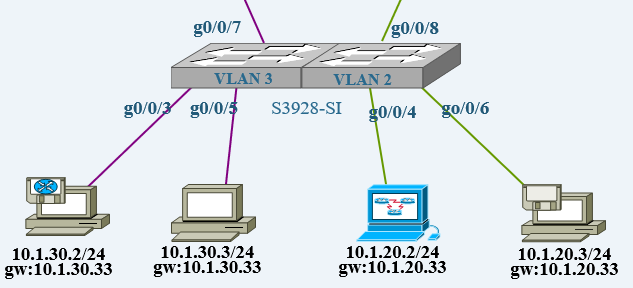 g0/0/7
g0/0/8
VLAN 3
VLAN 2
g0/0/3
g0/0/5
S3928-SI
g0/0/4
go/0/6
10.1.30.2/24
gw:10.1.30.33
10.1.30.3/24
gw:10.1.30.33
10.1.20.2/24
gw:10.1.20.33
10.1.20.3/24
gw:10.1.20.33